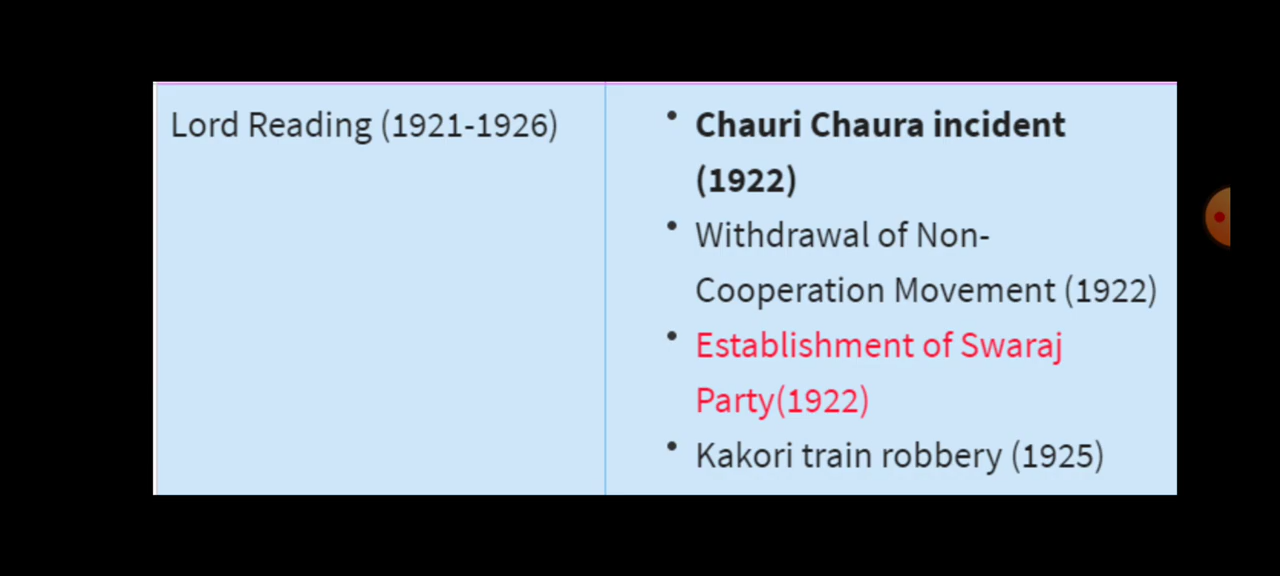 Lord Reading (1921-1926)
• Chauri Chaura incident
(1922)
• Withdrawal of Non-
Cooperation Movement (1922)
• Establishment of Swaraj
Party(1922)
• Kakori train robbery (1925)